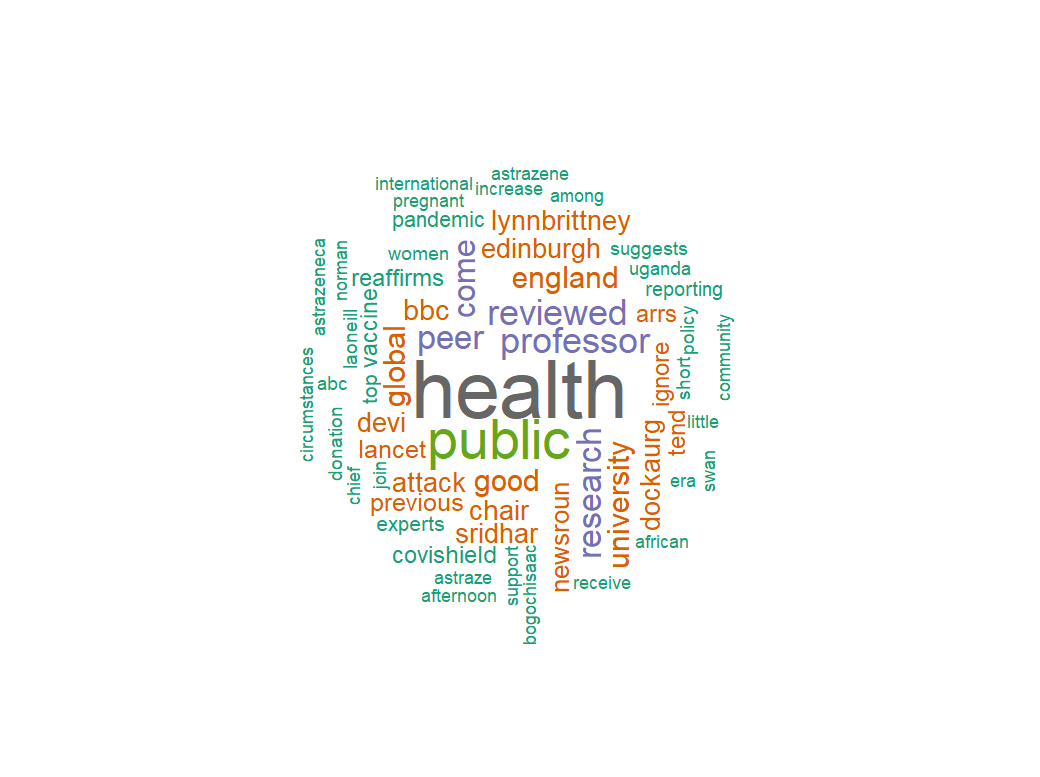 astrazene
international
increase
among
pregnant
pandemic
lynnbrittney
women
come
edinburgh
suggests
astrazeneca
norman
reaffirms
england
uganda
reporting
laoneill
vaccine
bbc
reviewed
arrs
policy
community
global
peer
professor
circumstances
abc
top
health
ignore
short
donation
devi
public
research
university
dockaurg
tend
little
lancet
chief
join
attack
good
era
swan
previous
chair
newsroun
experts
sridhar
african
covishield
support
bogochisaac
astraze
receive
afternoon